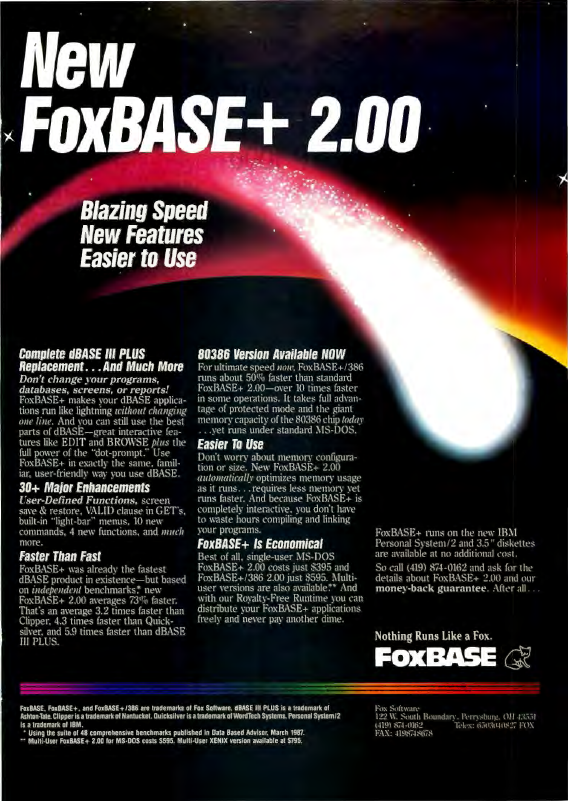 New
FoxBASE+ 2.00
Blazing Speed
New Features
Easier to Use
Complete dBASE III PLUS
Replacement. . . And Much More
Don't change your programs,
databases, screens, or reports!
FoxBASE+ makes your dBASE applica-
tions run like lightning without changing
one line. And you can still use the best
parts of dBASE—great interactive fea-
tures like EDIT and BROWSE plus the
full power of the "dot-prompt." Use
FoxBASE+ in exactly the same, famil-
iar, user-friendly way you use dBASE.
30+ Major Enhancements
User-Defined Functions, screen
save & restore, VALID clause in GET's,
built-in "light-bar" menus, 10 new
commands, 4 new functions, and much
more.
Faster Than Fast
FoxBASE+ was already the fastest
dBASE product in existence—but based
on independent benchmarks,* new
FoxBASE+ 2.00 averages 73% faster.
That's an average 3.2 times faster than
Clipper, 4.3 times faster than Quick-
silver, and 5.9 times faster than dBASE
III PLUS.
80386 Version Available NOW
For ultimate speed now, FoxBASE+/386
runs about 50% faster than standard
FoxBASE+ 2.00—over 10 times faster
in some operations. It takes full advan-
tage of protected mode and the giant
memory capacity of the 80386 chip today
. . .yet runs under standard MS-DOS.
Easier To Use
Don't worry about memory configura-
tion or size. New FoxBASE+ 2.00
automatically optimizes memory usage
as it runs. . .requires less memory yet
runs faster. And because FoxBASE+ is
completely interactive, you don't have
to waste hours compiling and linking
your programs.
FoxBASE+ Is Economical
Best of all, single-user MS-DOS
FoxBASE+ 2.00 costs just $395 and
FoxBASE+/386 2.00 just $595. Multi-
user versions are also available.** And
with our Royalty-Free Runtime you can
distribute your FoxBASE+ applications
freely and never pay another dime.
FoxBASE+ runs on the new IBM
Personal System/2 and 3.5" diskettes
are available at no additional cost.
So call (419) 874-0162 and ask for the
details about FoxBASE+ 2.00 and our
money-back guarantee. After all. . .
Nothing Runs Like a Fox.
FOXBASE
FoxBASE, FoxBASE+, and FoxBASE+/386 are trademarks of Fox Software. dBASE III PLUS is a trademark of
Ashton-Tate. Clipper is a trademark of Nantucket. Quicksilver is a trademark of WordTech Systems. Personal System/2
is a trademark of IBM.
* Using the suite of 48 comprehensive benchmarks published in Data Based Advisor, March 1987.
** Multi-User FoxBASE+ 2.00 for MS-DOS costs $595. Multi-User XENIX version available at $795.
Fox Software
122 W. South Boundary, Perrysburg, OH 43551
(419) 874-0162 Telex: 6503040827 FOX
FAX: 4198748678